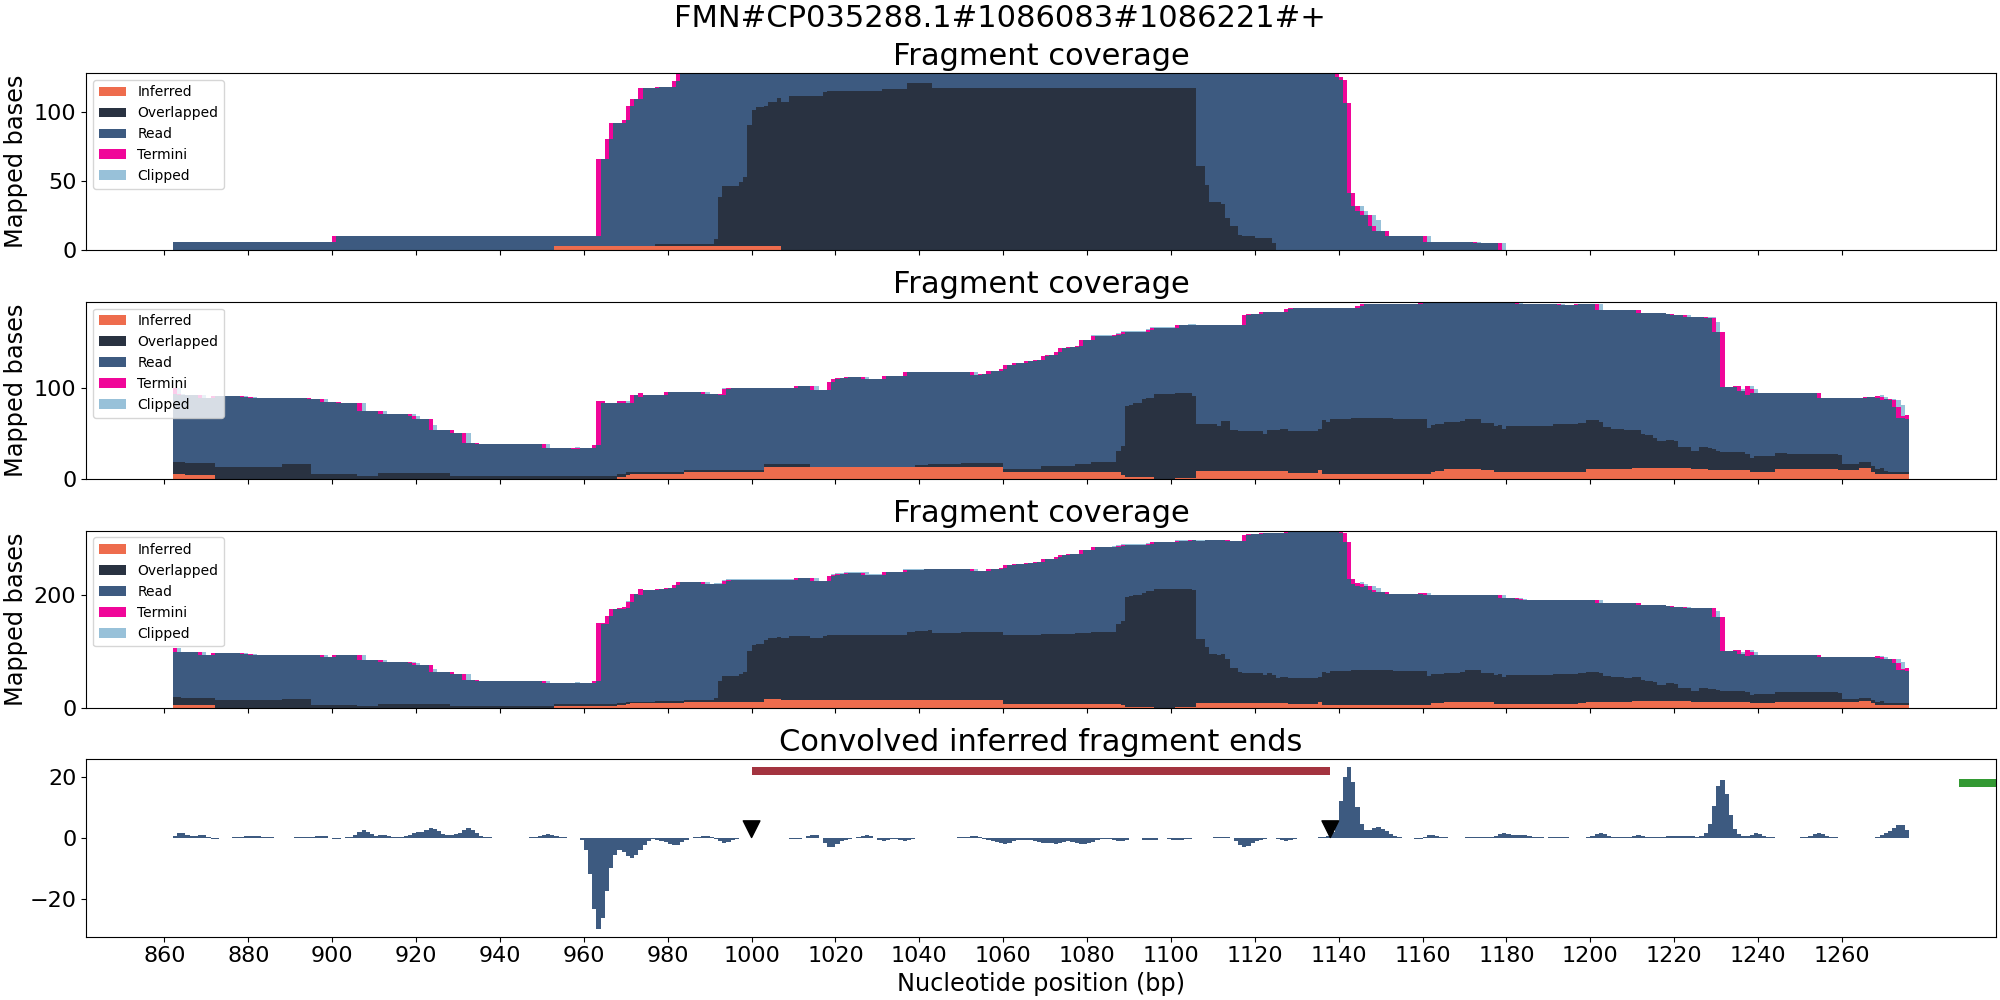 FMN#CP035288.1#1086083#1086221#+
Fragment coverage
Mapped bases
100
50
0
Inferred
Overlapped
Read
Termini
Clipped
Fragment coverage
Mapped bases
100
0
Inferred
Overlapped
Read
Termini
Clipped
Fragment coverage
Mapped bases
200
0
Inferred
Overlapped
Read
Termini
Clipped
Convolved inferred fragment ends
20
0
−20
860 880 900 920 940 960 980 1000 1020 1040 1060 1080 1100 1120 1140 1160 1180 1200 1220 1240 1260
Nucleotide position (bp)